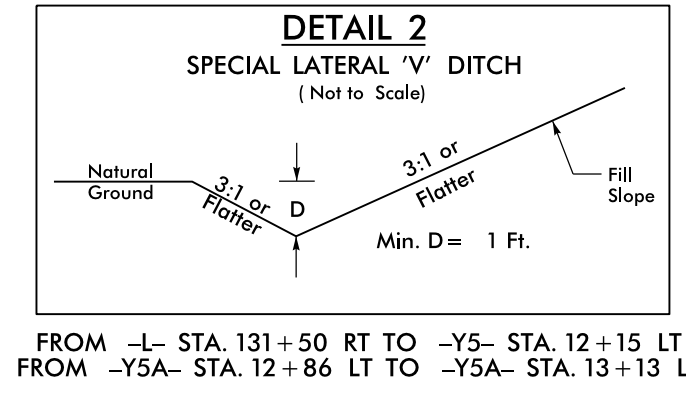 DETAIL 2
SPECIAL LATERAL 'V' DITCH
( Not to Scale)
Natural
Ground
3:1 or
Flatter
D
3:1 or
Flatter
Fill
Slope
Min. D = 1 Ft.
FROM –L– STA. 131+50 RT TO –Y5– STA. 12+15 LT
FROM –Y5A– STA. 12+86 LT TO –Y5A– STA. 13+13 L